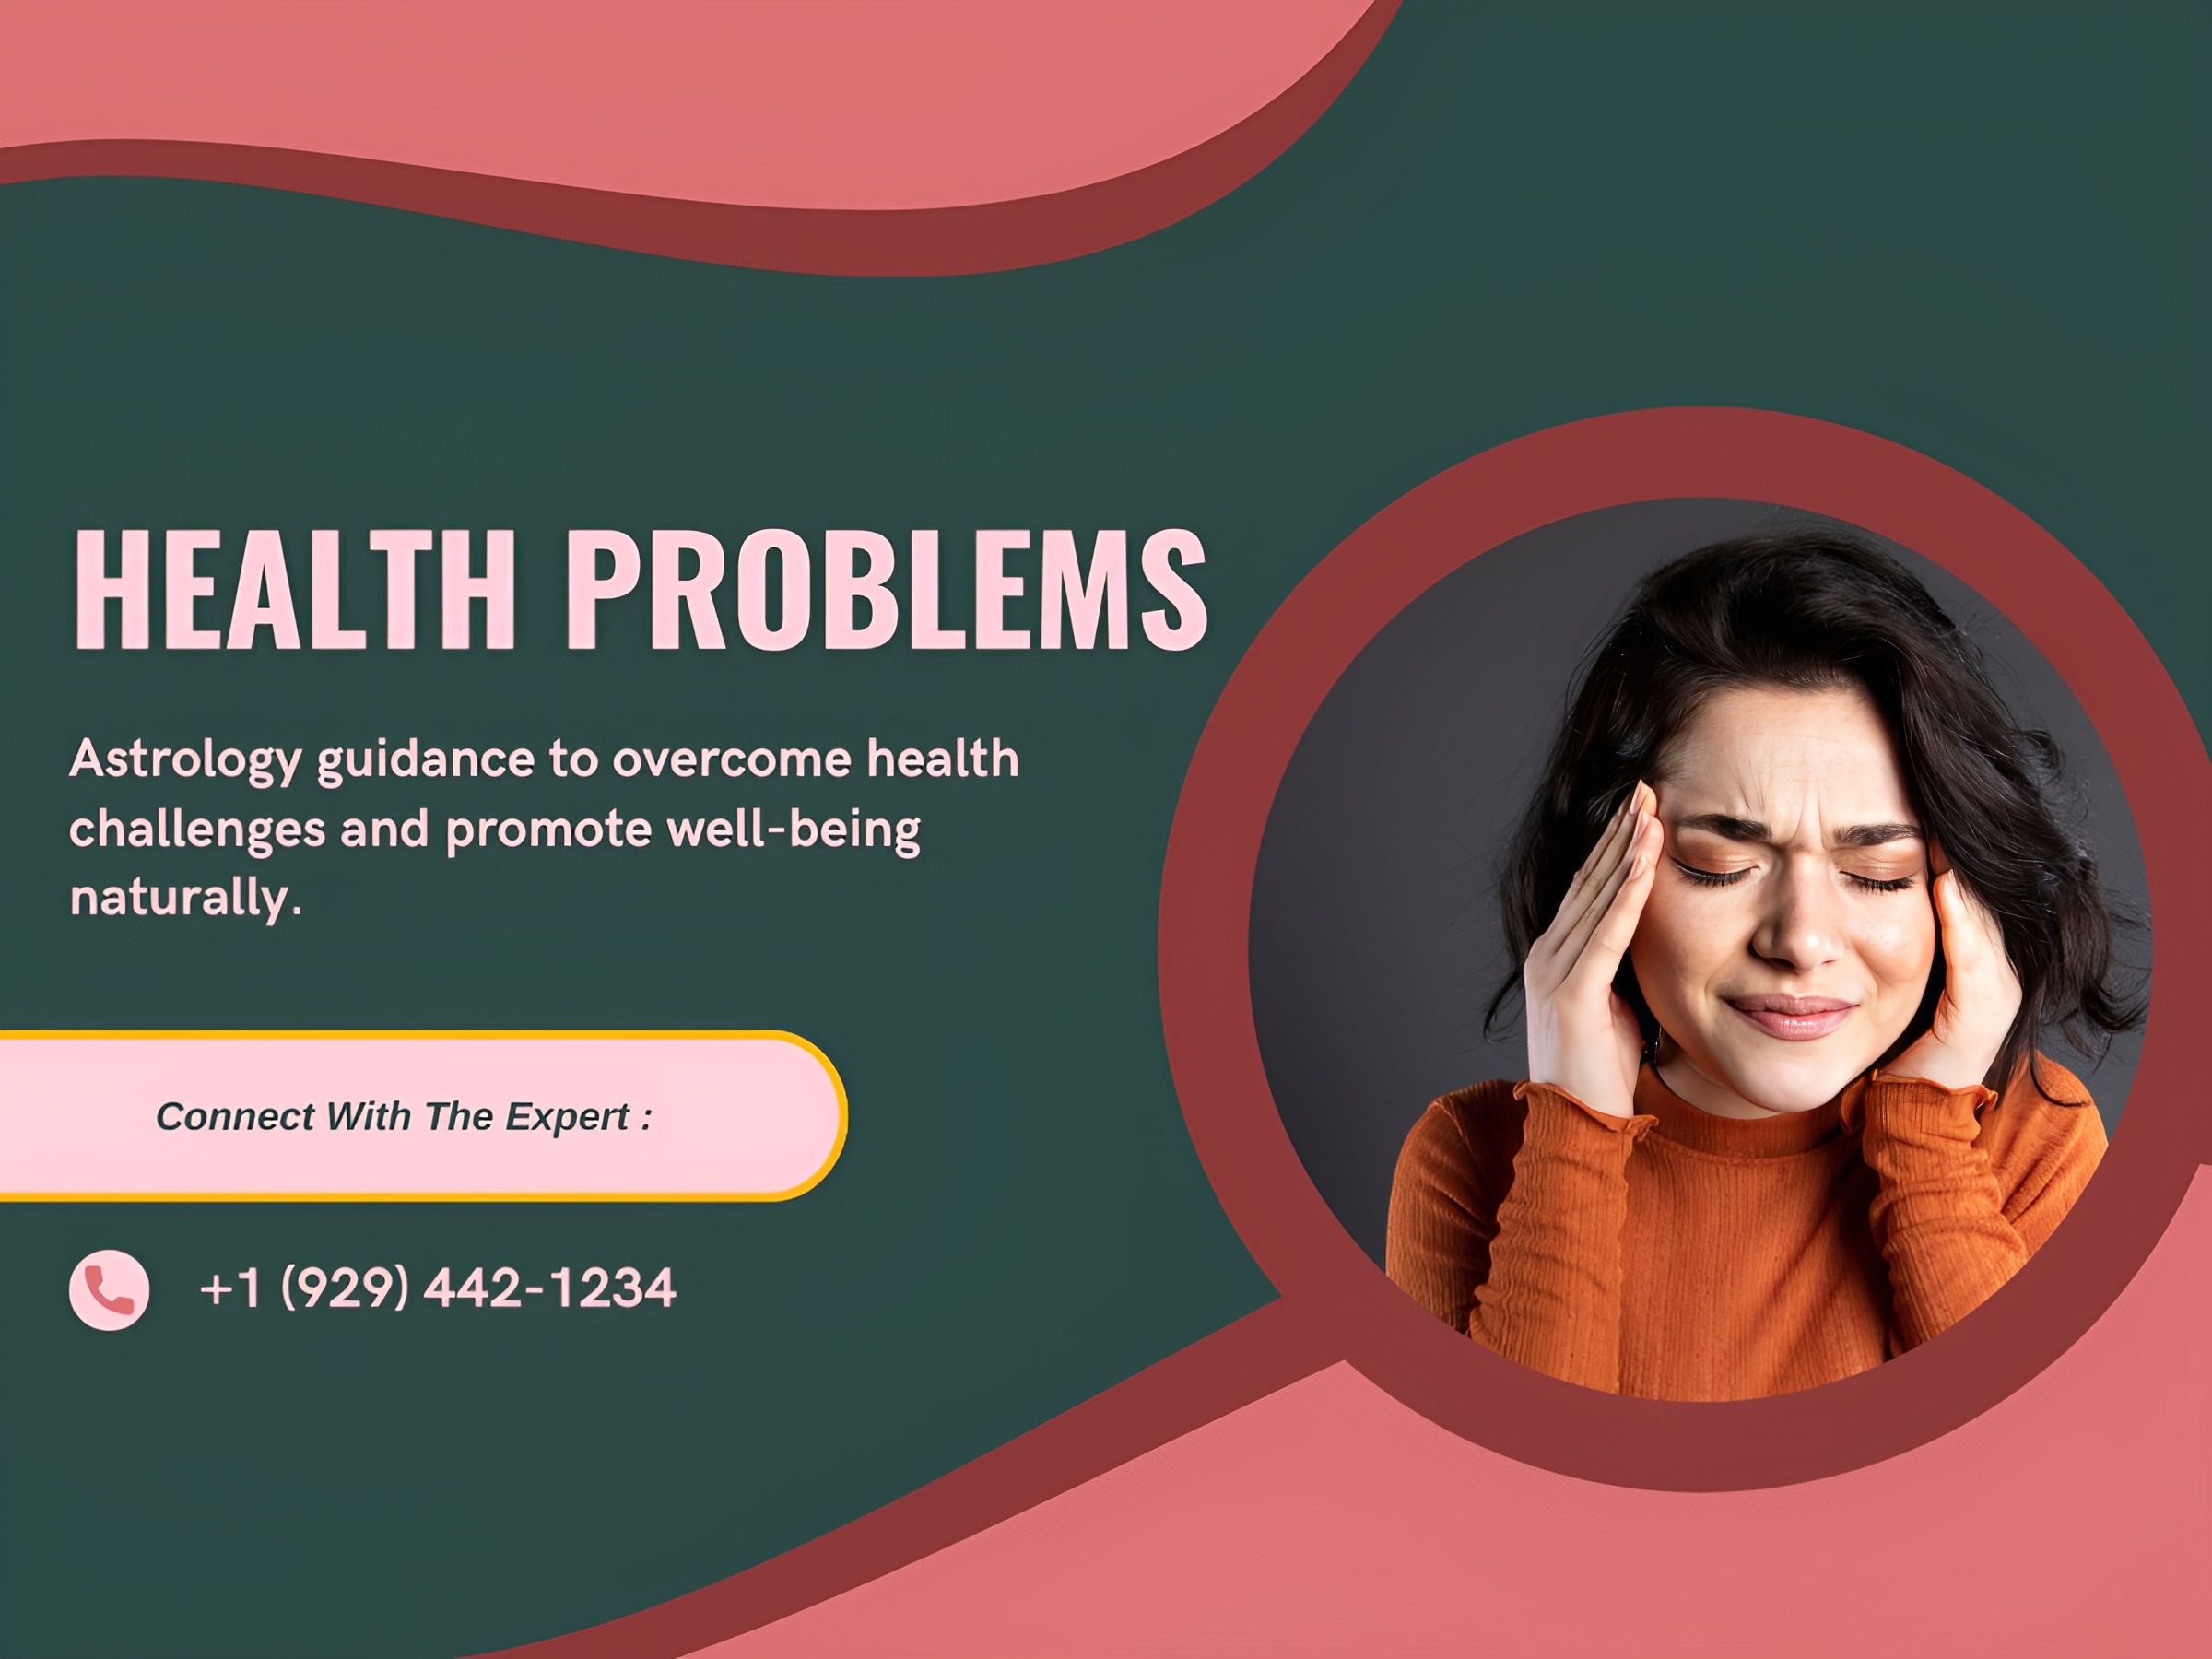 HEALTH PROBLEMS
Astrology guidance to overcome health
challenges and promote well-being
naturally.
Connect With The Expert :
+1 (929) 442-1234